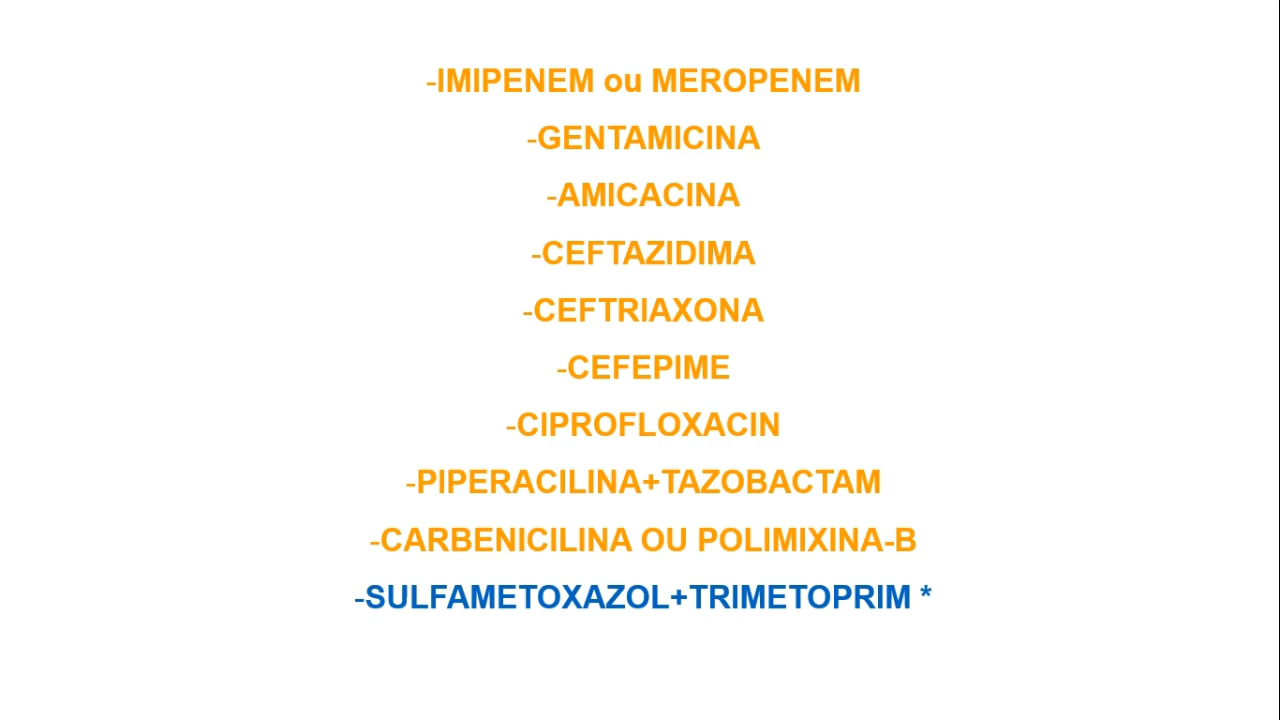 -IMIPENEM ou MEROPENEM
-GENTAMICINA
-AMICACINA
-CEFTAZIDIMA
-CEFTRIAXONA
-CEFEPIME
-CIPROFLOXACIN
-PIPERACILINA+TAZOBACTAM
-CARBENICILINA OU POLIMIXINA-B
-SULFAMETOXAZOL+TRIMETOPRIM *